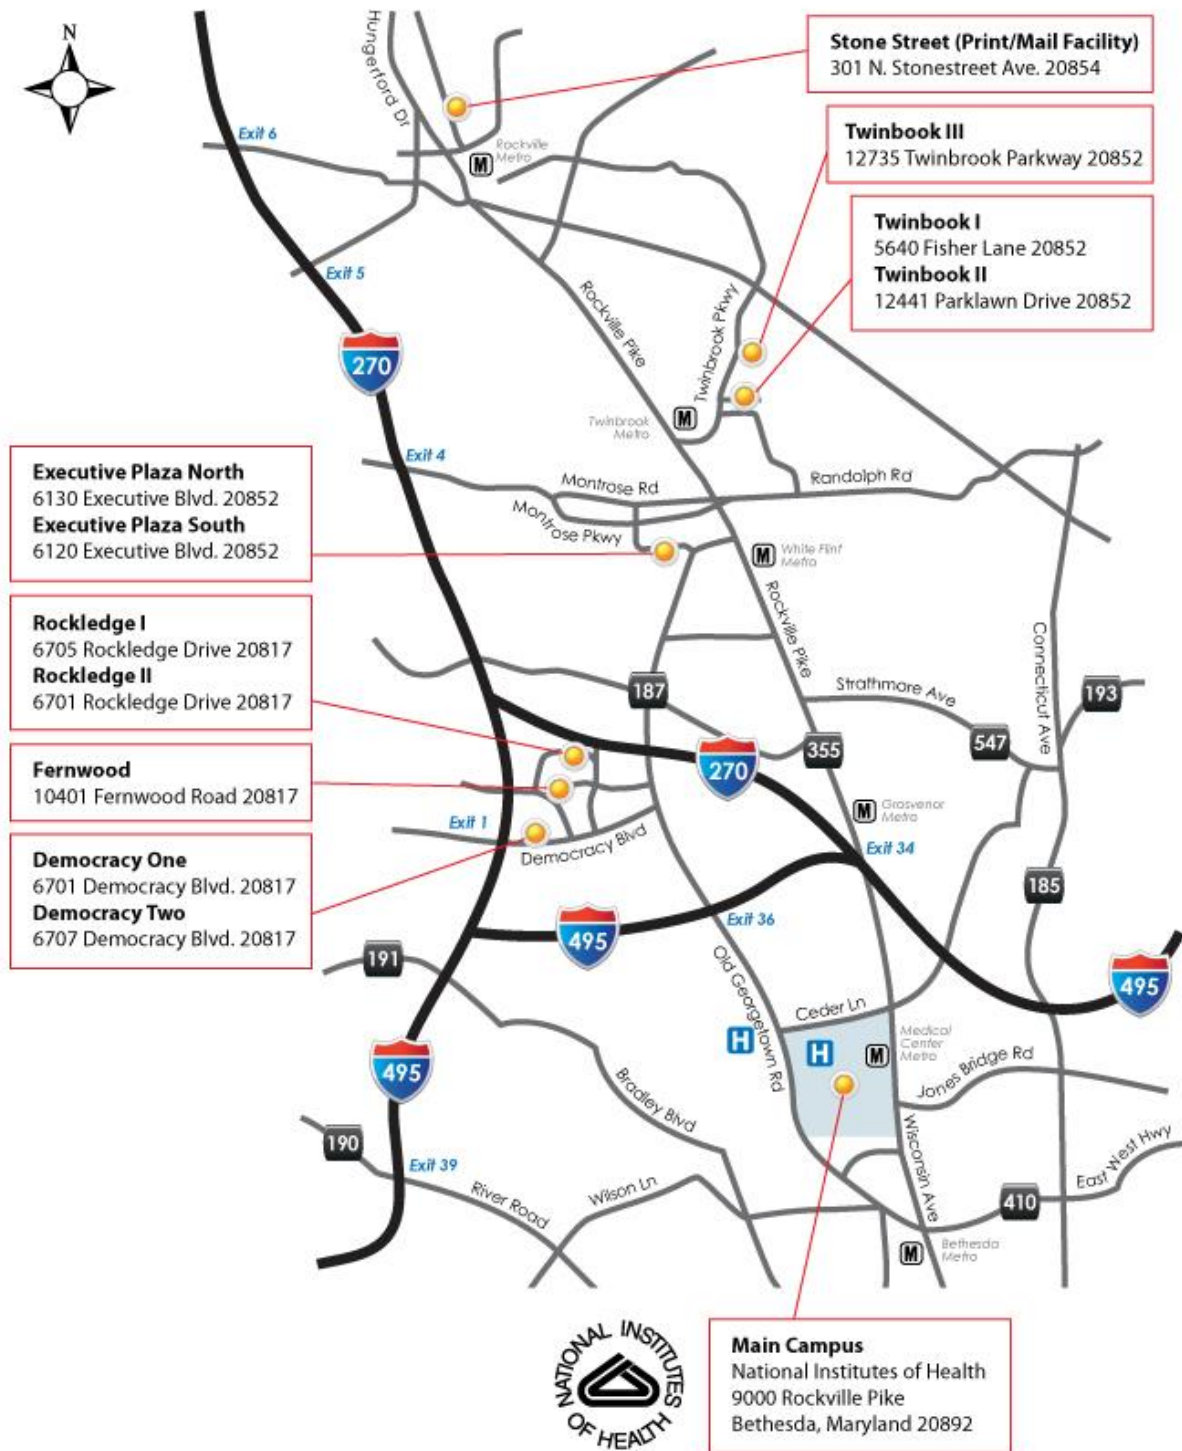 N
Stone Street (Print/Mail Facility)
301 N. Stonestreet Ave. 20854
Hungerford Dr
Exit 6
Rockville
Metro
M
Twinbook III
12735 Twinbrook Parkway 20852
Twinbook I
5640 Fisher Lane 20852
Twinbook II
12441 Parklawn Drive 20852
Exit 5
Rockville Pike
Twinbrook Pkwy
270
Twinbrook
Metro
M
Exit 4
Montrose Rd
Randolph Rd
Montrose Pkwy
Executive Plaza North
6130 Executive Blvd. 20852
Executive Plaza South
6120 Executive Blvd. 20852
M
White Flint
Metro
Rockville Pike
Rockledge I
6705 Rockledge Drive 20817
Rockledge II
6701 Rockledge Drive 20817
Connecticut Ave
187
Strathmore Ave
193
355
547
270
Fernwood
10401 Fernwood Road 20817
M
Grosvenor
Metro
Exit 1
Democracy Blvd
Exit 34
Democracy One
6701 Democracy Blvd. 20817
Democracy Two
6707 Democracy Blvd. 20817
185
Exit 36
495
191
495
Old Georgetown Rd
Ceder Ln
H
H
M
Medical
Center
Metro
Jones Bridge Rd
495
Bradley Blvd
190
Exit 39
River Road
Wilson Ln
Wisconsin Ave
East West Hwy
410
M
Bethesda
Metro
NATIONAL INSTITUTES
OF HEALTH
Main Campus
National Institutes of Health
9000 Rockville Pike
Bethesda, Maryland 20892